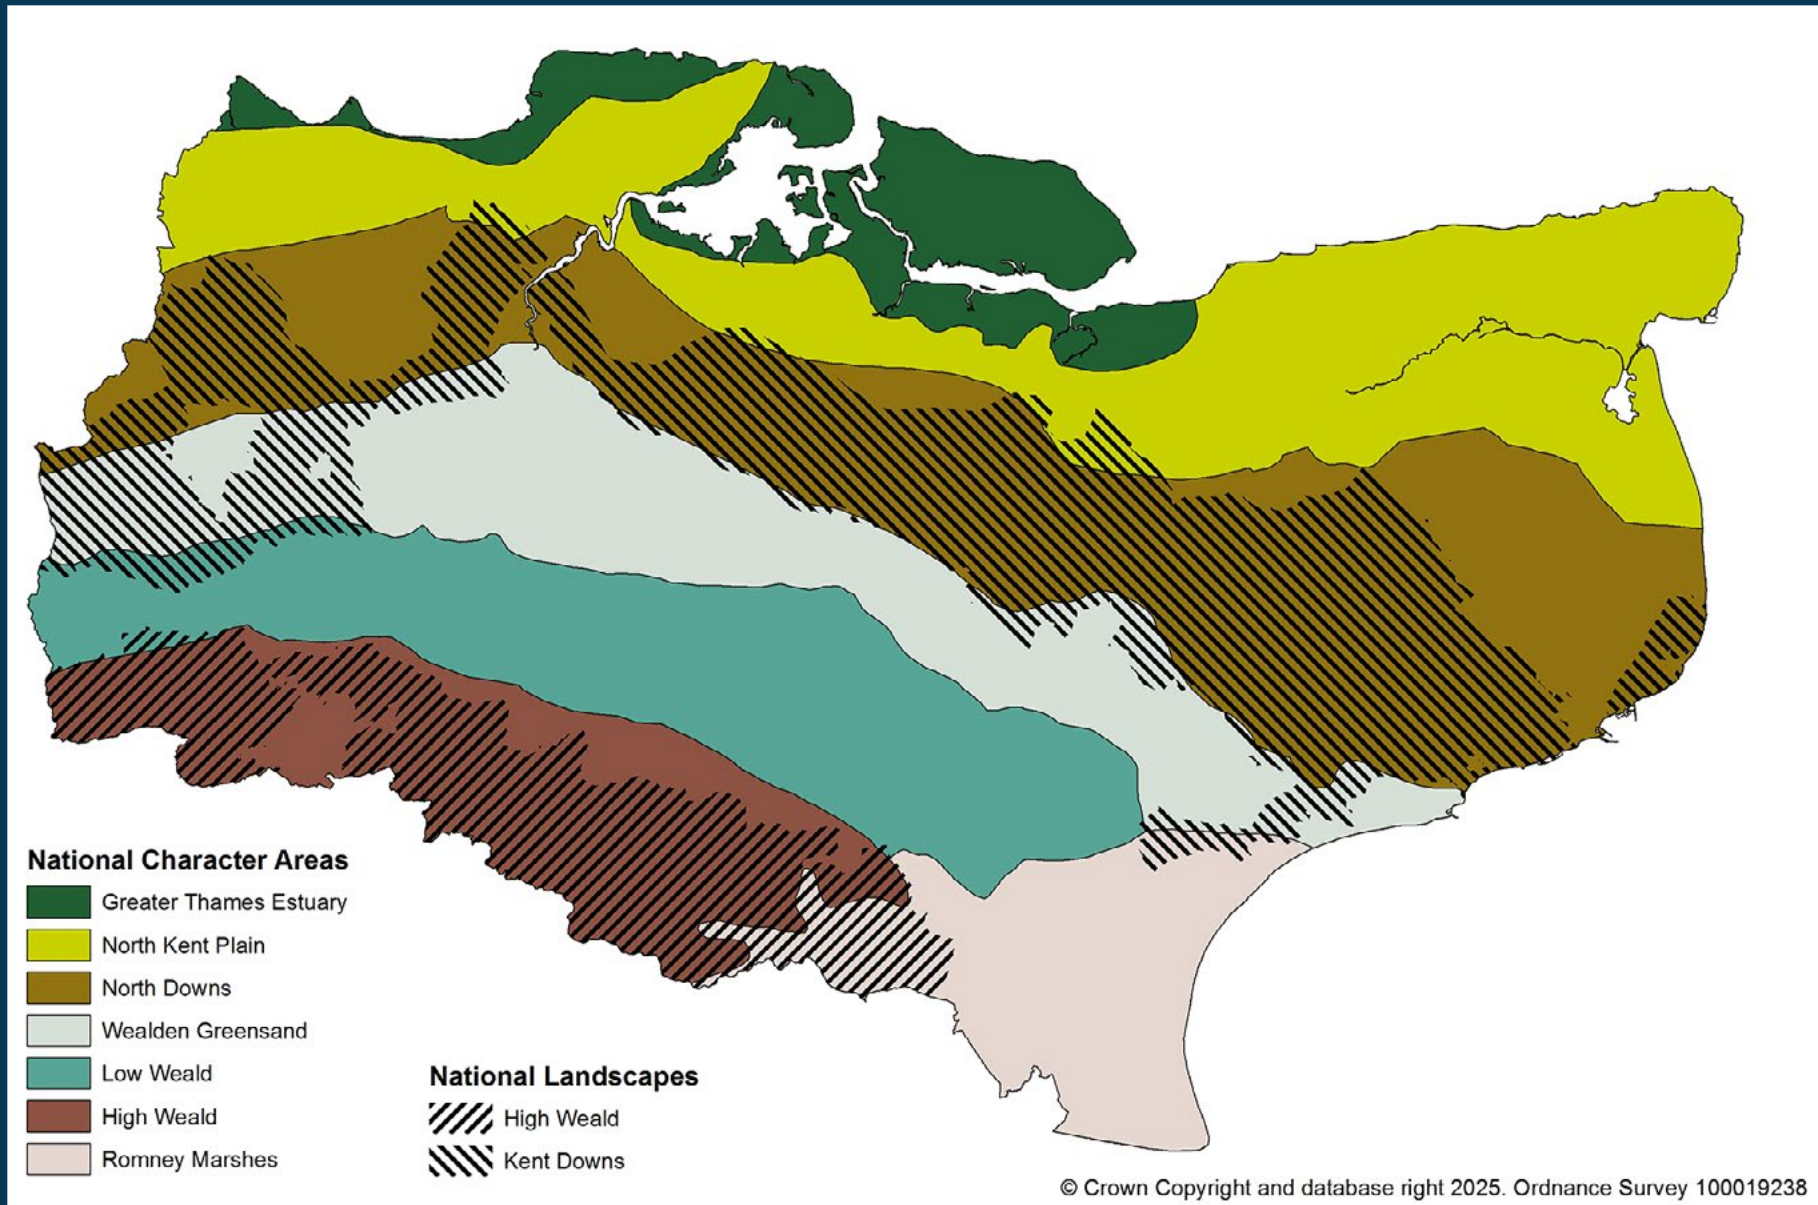 National Character Areas
Greater Thames Estuary
North Kent Plain
North Downs
Wealden Greensand
Low Weald
High Weald
Romney Marshes
National Landscapes
High Weald
Kent Downs
© Crown Copyright and database right 2025. Ordnance Survey 100019238